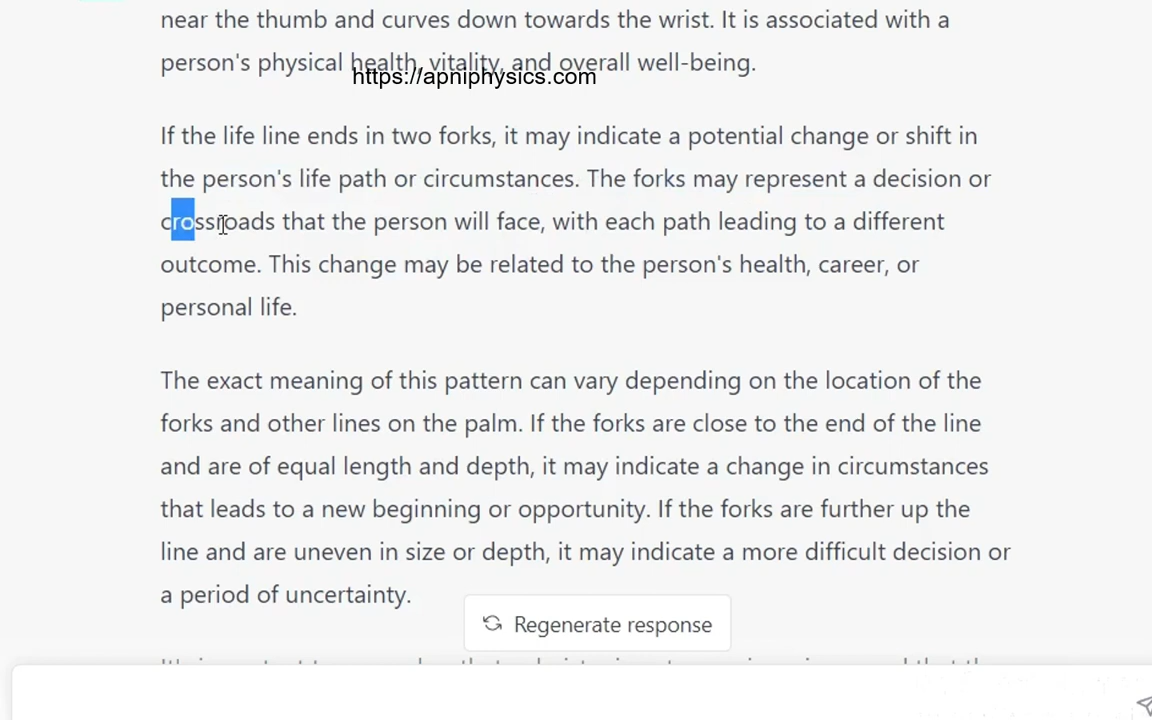 near the thumb and curves down towards the wrist. It is associated with a
person's physical health, vitality, and overall well-being.
https://apniphysics.com
If the life line ends in two forks, it may indicate a potential change or shift in
the person's life path or circumstances. The forks may represent a decision or
crossroads that the person will face, with each path leading to a different
outcome. This change may be related to the person's health, career, or
personal life.
The exact meaning of this pattern can vary depending on the location of the
forks and other lines on the palm. If the forks are close to the end of the line
and are of equal length and depth, it may indicate a change in circumstances
that leads to a new beginning or opportunity. If the forks are further up the
line and are uneven in size or depth, it may indicate a more difficult decision or
a period of uncertainty.
Regenerate response